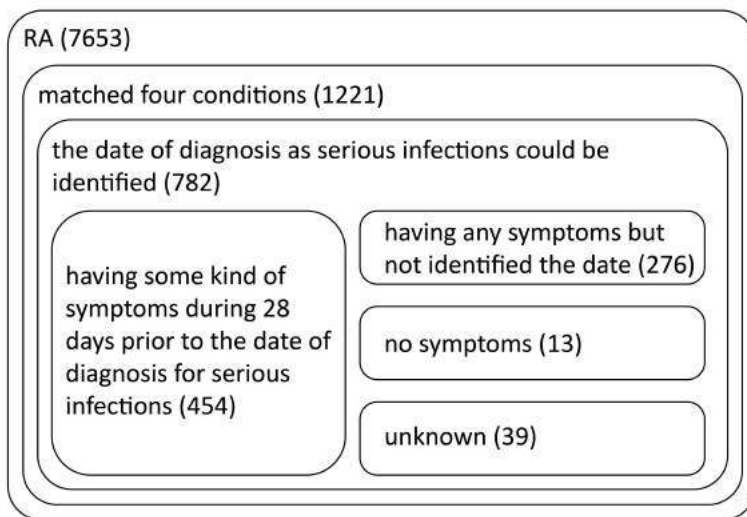 RA (7653)
matched four conditions (1221)
the date of diagnosis as serious infections could be
identified (782)
having some kind of
symptoms during 28
days prior to the date of
diagnosis for serious
infections (454)
having any symptoms but
not identified the date (276)
no symptoms (13)
unknown (39)